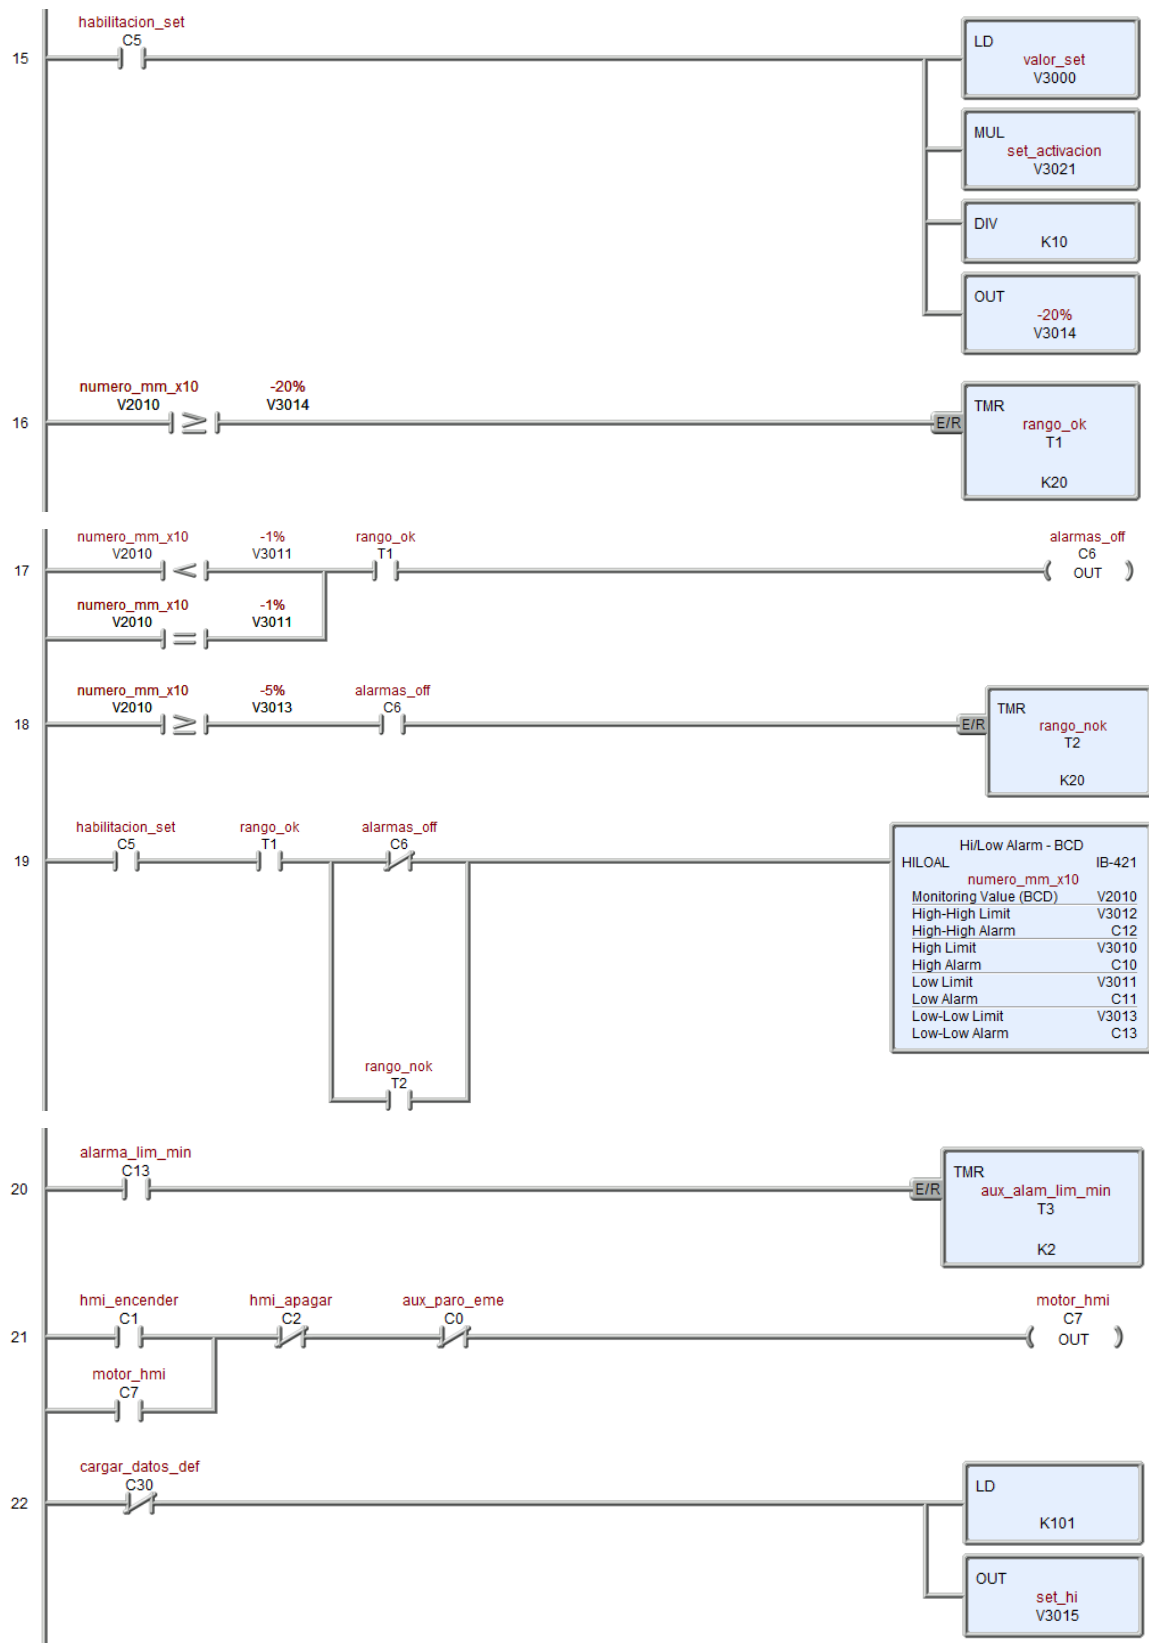 habilitacion_set
C5
15
LD
valor_set
V3000
MUL
set_activacion
V3021
DIV
K10
OUT
-20%
V3014
numero_mm_x10 -20%
V2010 V3014
16
E/R
TMR
rango_ok
T1
K20
numero_mm_x10 -1% rango_ok alarmas_off
V2010 V3011 T1 C6
17
OUT
numero_mm_x10 -1%
V2010 V3011
numero_mm_x10 -5% alarmas_off
V2010 V3013 C6
18
E/R
TMR
rango_nok
T2
K20
habilitacion_set rango_ok alarmas_off
C5 T1 C6
19
Hi/Low Alarm - BCD
HILOAL IB-421
numero_mm_x10
Monitoring Value (BCD) V2010
High-High Limit V3012
High-High Alarm C12
High Limit V3010
High Alarm C10
Low Limit V3011
Low Alarm C11
Low-Low Limit V3013
Low-Low Alarm C13
rango_nok
T2
alarma_lim_min
C13
20
E/R
TMR
aux_alam_lim_min
T3
K2
hmi_encender hmi_apagar aux_paro_eme motor_hmi
C1 C2 C0 C7
21
OUT
motor_hmi
C7
cargar_datos_def
C30
22
LD
K101
OUT
set_hi
V3015